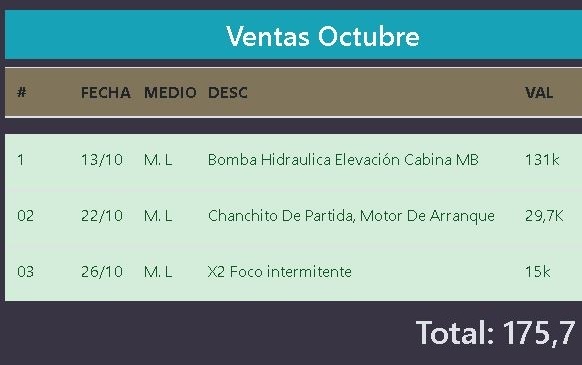 Ventas Octubre
# FECHA MEDIO DESC VAL
1 13/10 M. L Bomba Hidraulica Elevación Cabina MB 131k
02 22/10 M. L Chanchito De Partida, Motor De Arranque 29,7K
03 26/10 M. L X2 Foco intermitente 15k
Total: 175,7